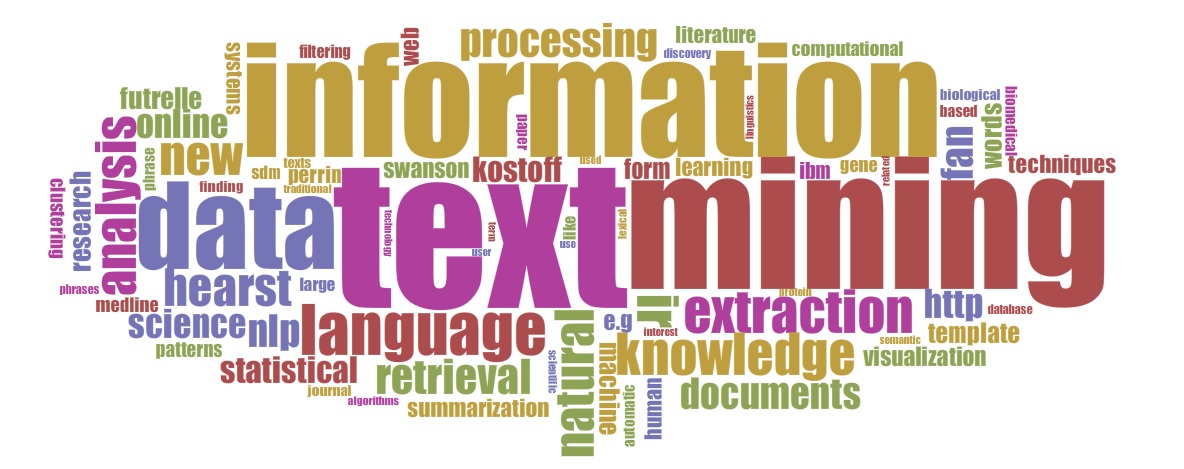 processing
literature
web
filtering
discovery
computational
systems
information
futrelle
online
biological
based
biomedical
linguistics
paper
words
fan
analysis
new
phrase
texts
sdm
perrin
traditional
finding
swanson
kostoff
used
form
learning
ibm
gene
related
techniques
clustering
research
data
text
mining
technology
term
user
like
use
lexical
phrases
medline
hearst
large
science
nlp
language
natural
e.g
ir
interest
protein
extraction
http
database
template
semantic
visualization
patterns
statistical
retrieval
scientific
machine
knowledge
documents
journal
algorithms
summarization
automatic
human